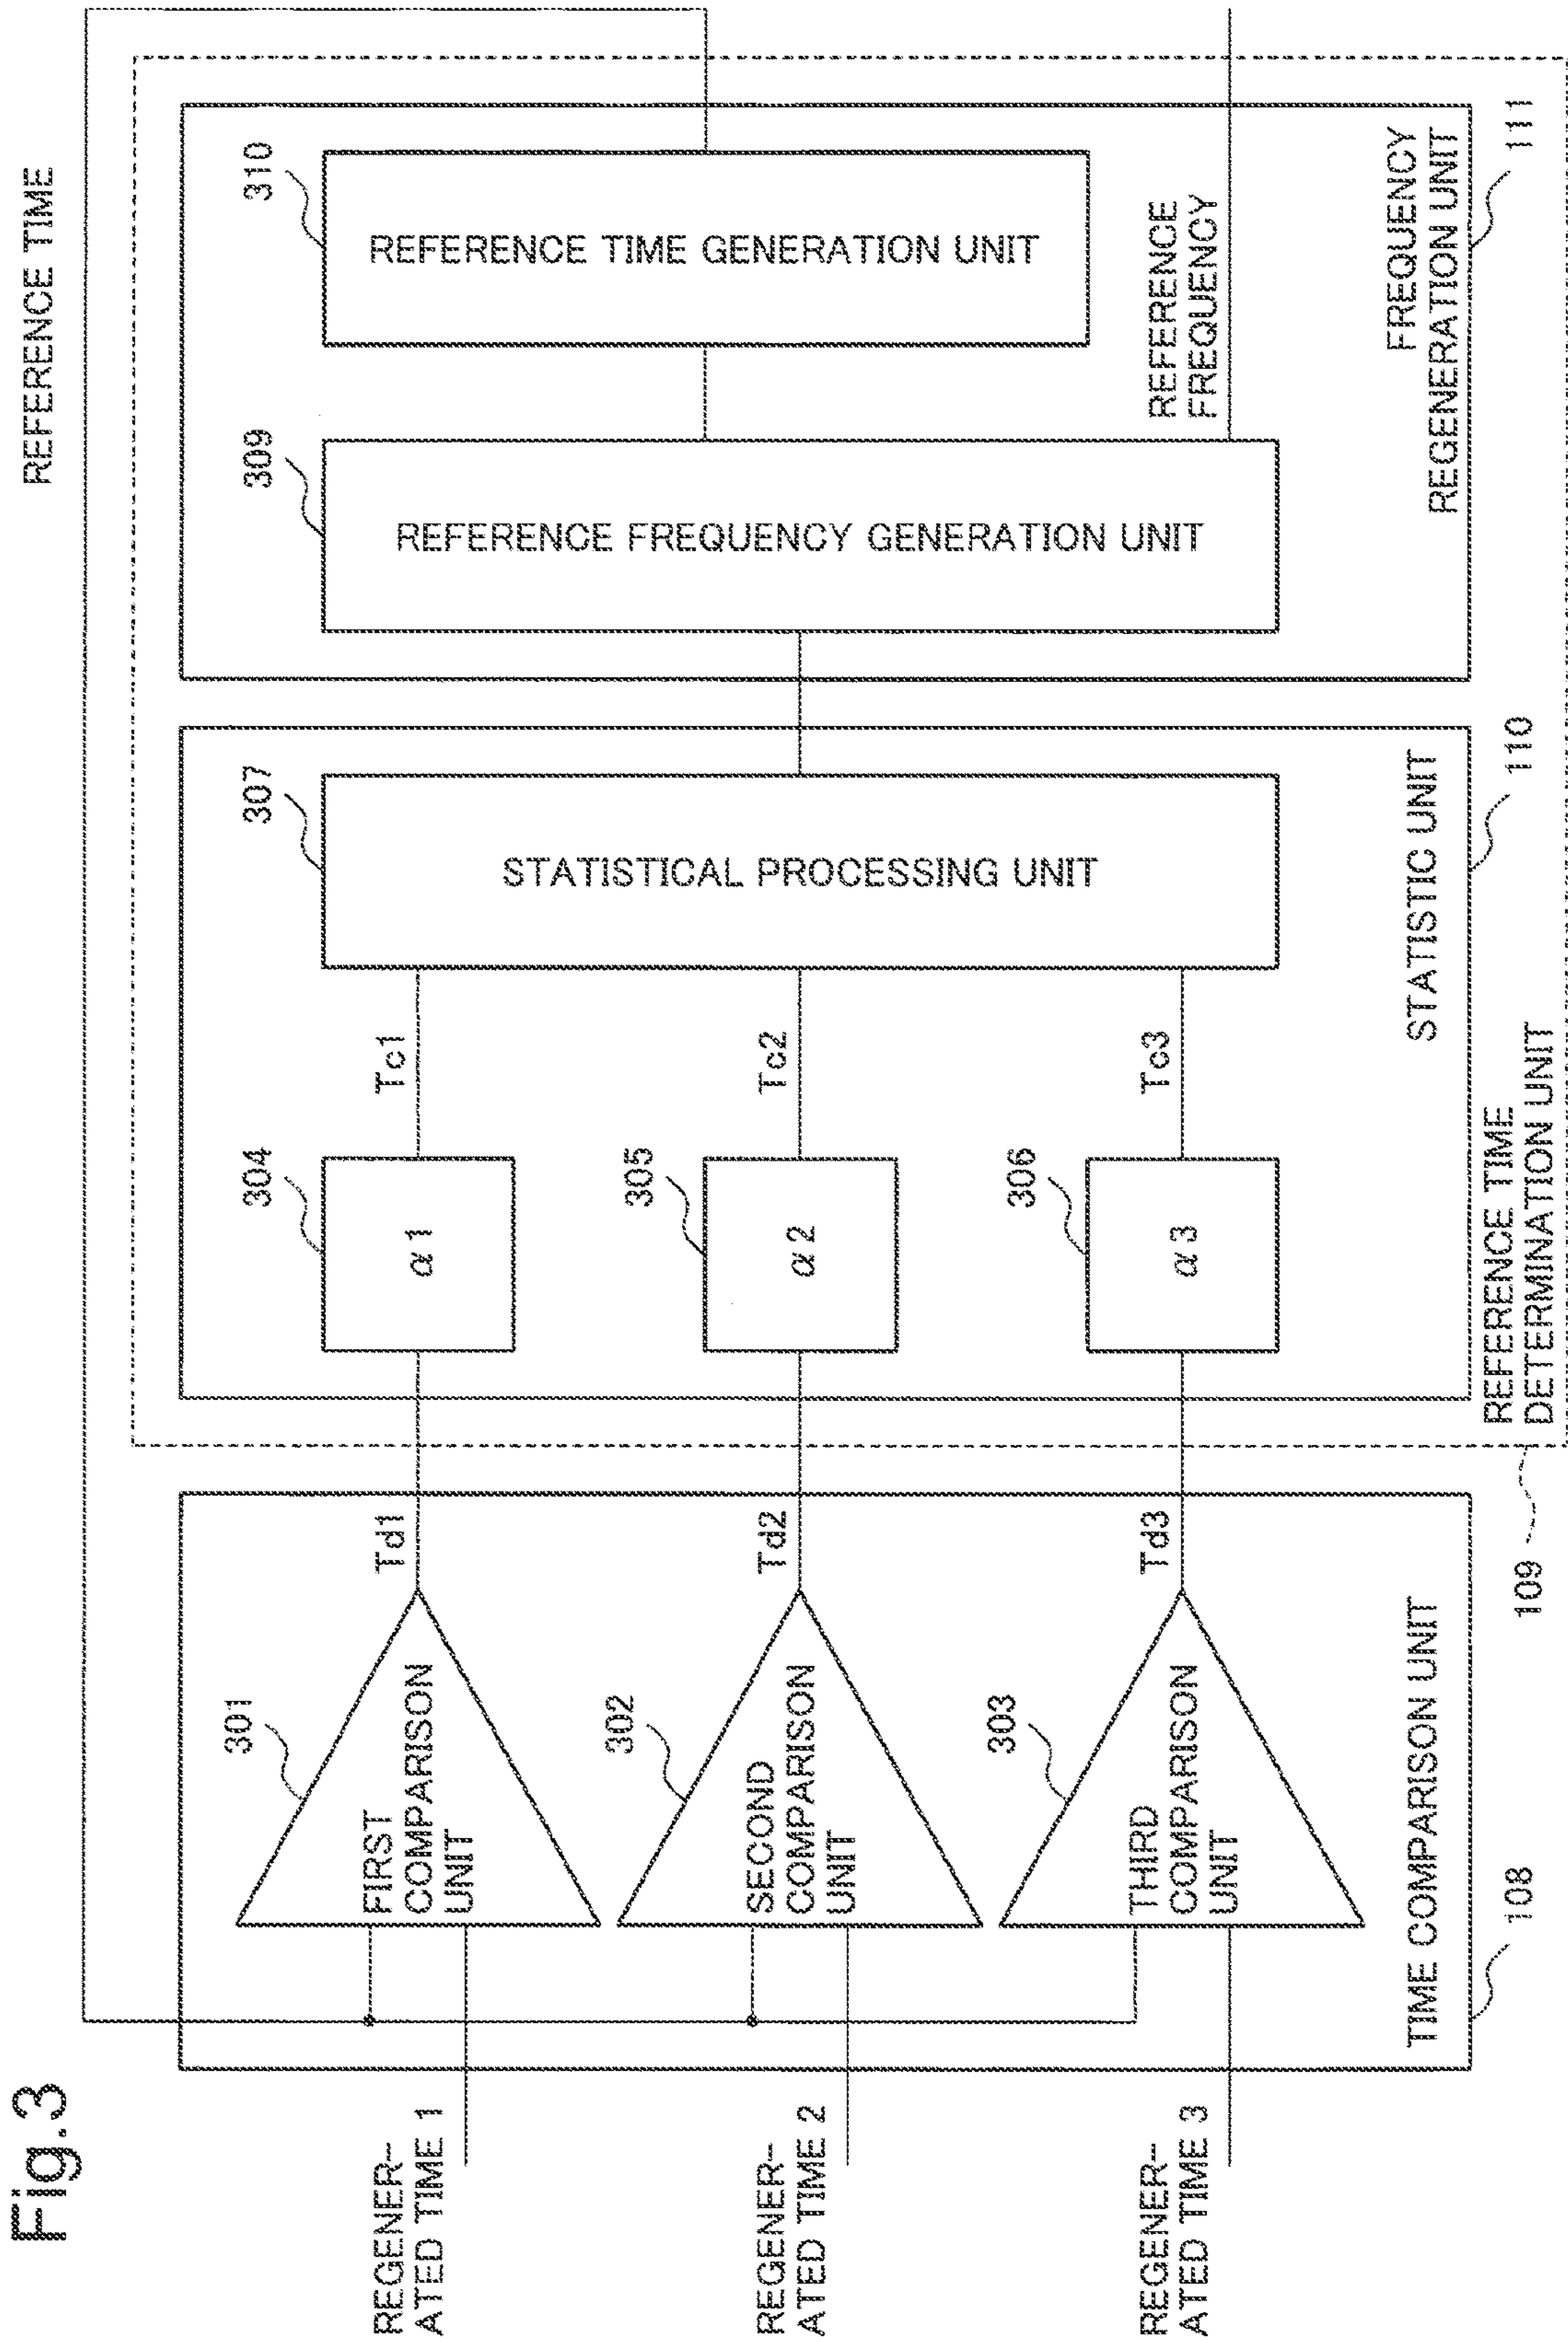 Fig.3
REFERENCE TIME
REGENER-
ATED TIME 1
REGENER-
ATED TIME 2
REGENER-
ATED TIME 3
301
FIRST
COMPARISON
UNIT
Td1
302
SECOND
COMPARISON
UNIT
Td2
303
THIRD
COMPARISON
UNIT
Td3
TIME COMPARISON UNIT
108
304
α1
Tc1
305
α2
Tc2
306
α3
Tc3
307
STATISTICAL PROCESSING UNIT
STATISTIC UNIT
110
309
REFERENCE FREQUENCY GENERATION UNIT
310
REFERENCE TIME GENERATION UNIT
REFERENCE
FREQUENCY
FREQUENCY
REGENERATION UNIT
111
REFERENCE TIME
DETERMINATION UNIT
109